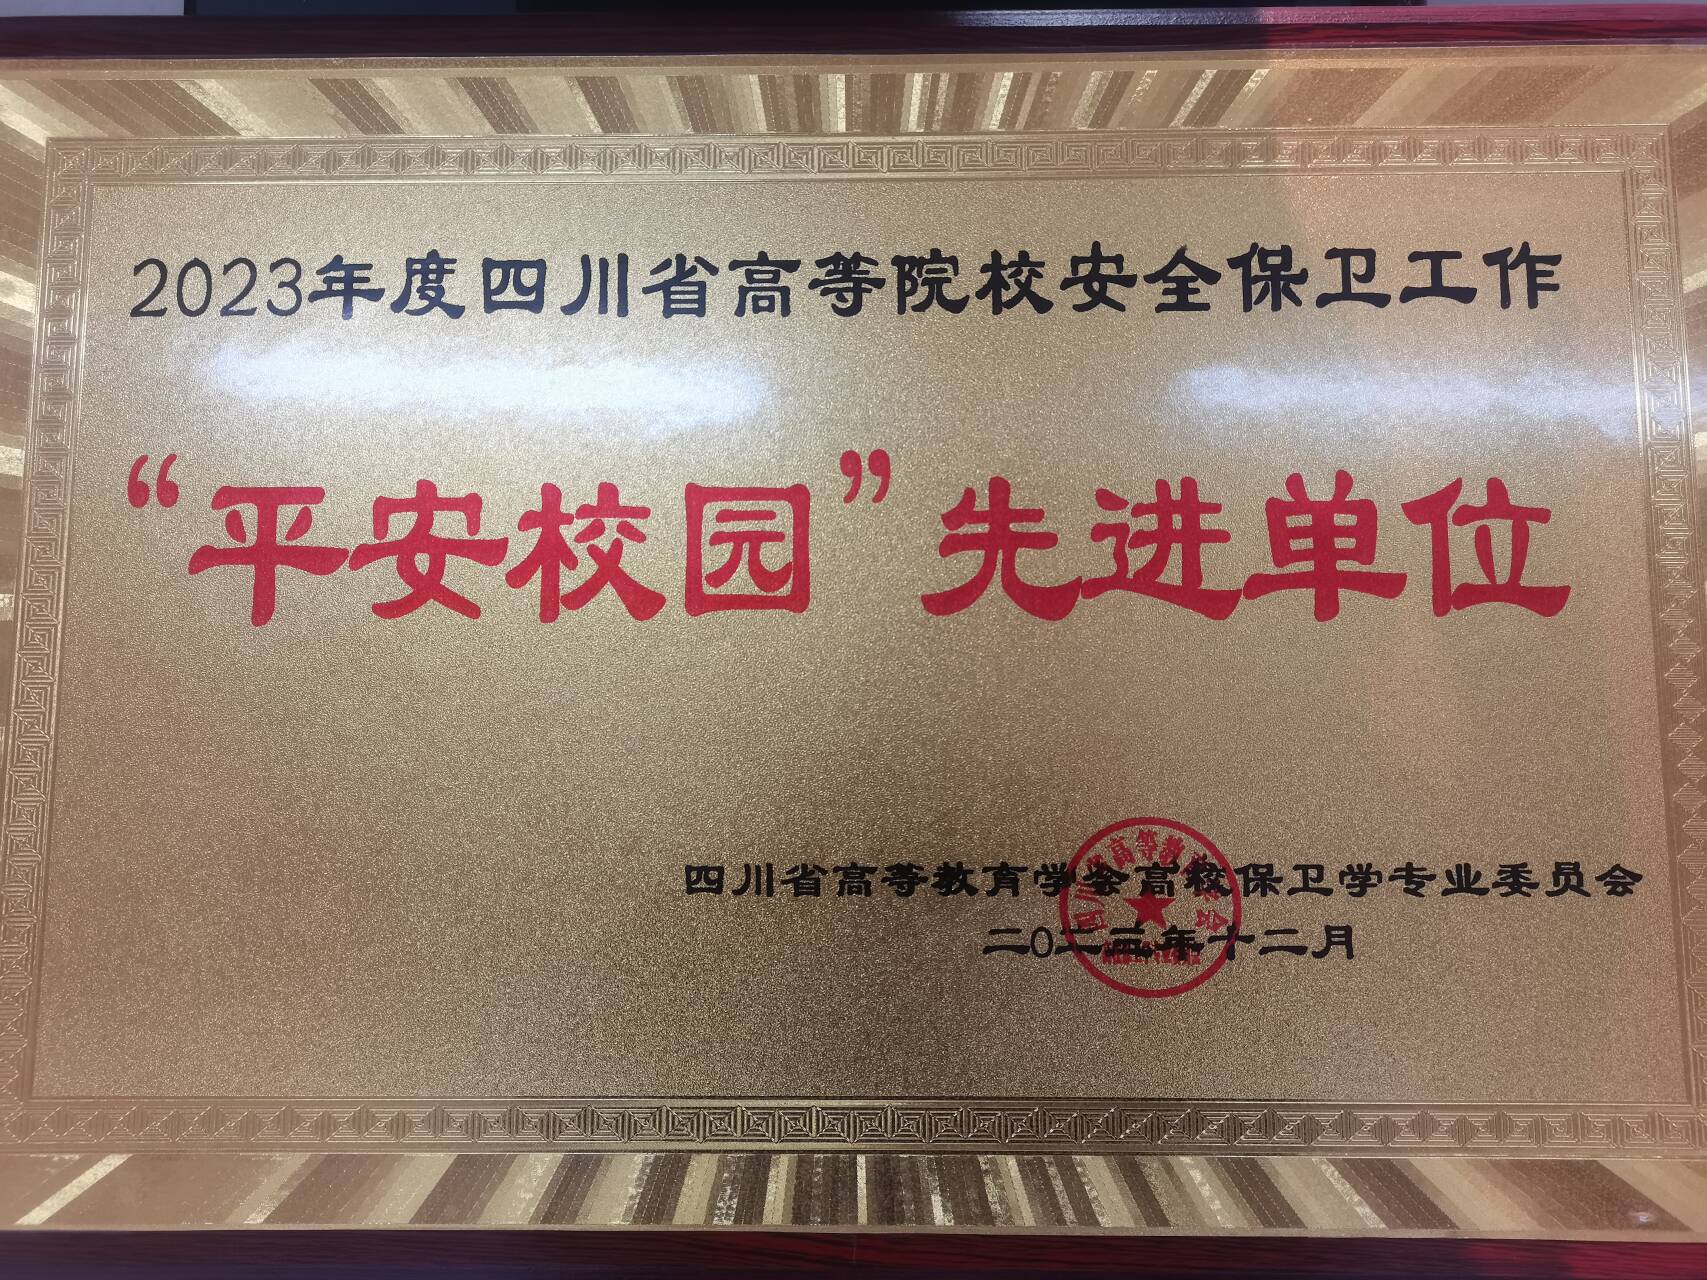 2023年度四川省高等院校安全保卫工作
“平安校园”先进单位
四川省高等教育学会高校保卫学专业委员会
二〇二三年十二月